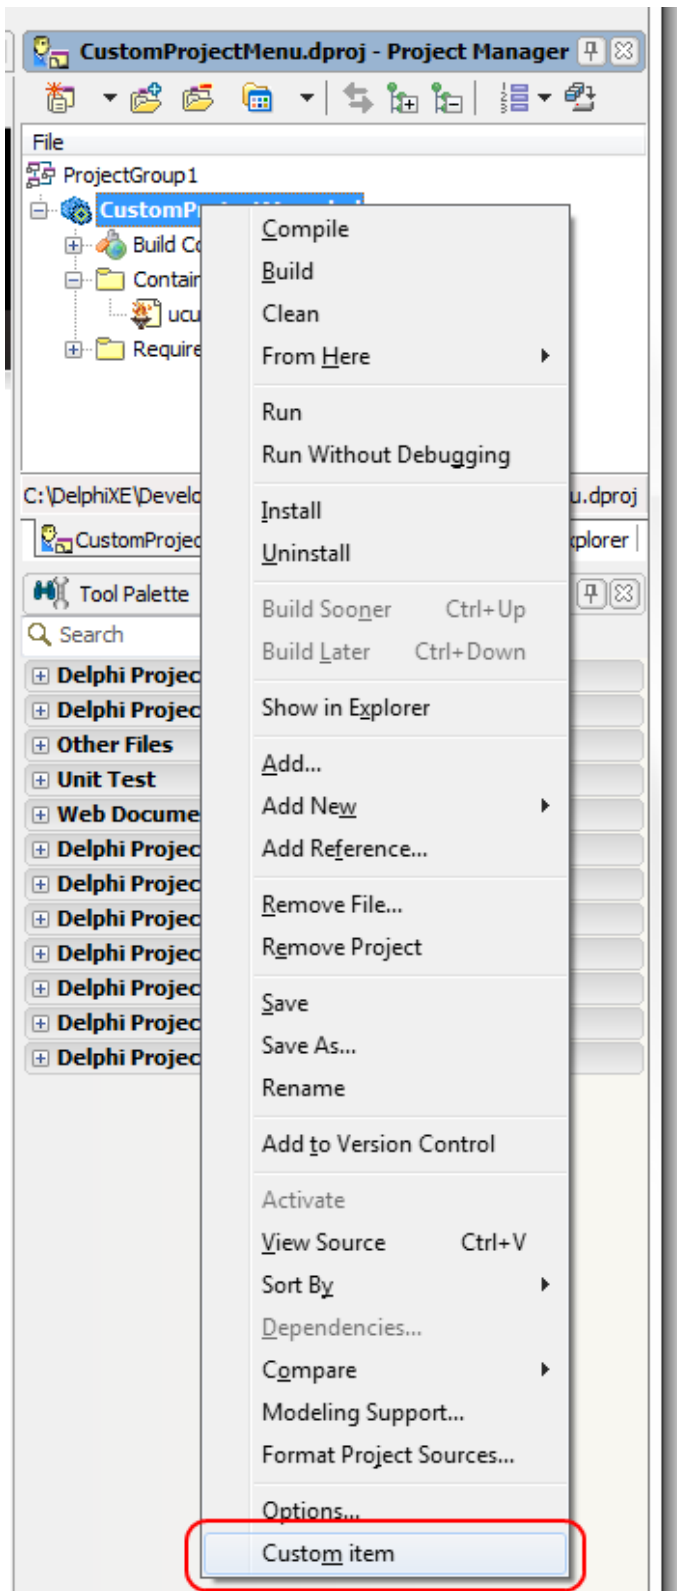 CustomProjectMenu.dproj - Project Manager
File
ProjectGroup1
CustomP
Build Co
Contain
ucu
Require
C:\DelphiXE\Develo
u.dproj
CustomProjec
plorer
Tool Palette
Search
Delphi Projec
Delphi Projec
Other Files
Unit Test
Web Docume
Delphi Projec
Delphi Projec
Delphi Projec
Delphi Projec
Delphi Projec
Delphi Projec
Delphi Projec
Compile
Build
Clean
From Here
Run
Run Without Debugging
Install
Uninstall
Build Sooner Ctrl+Up
Build Later Ctrl+Down
Show in Explorer
Add...
Add New
Add Reference...
Remove File...
Remove Project
Save
Save As...
Rename
Add to Version Control
Activate
View Source Ctrl+V
Sort By
Dependencies...
Compare
Modeling Support...
Format Project Sources...
Options...
Custom item